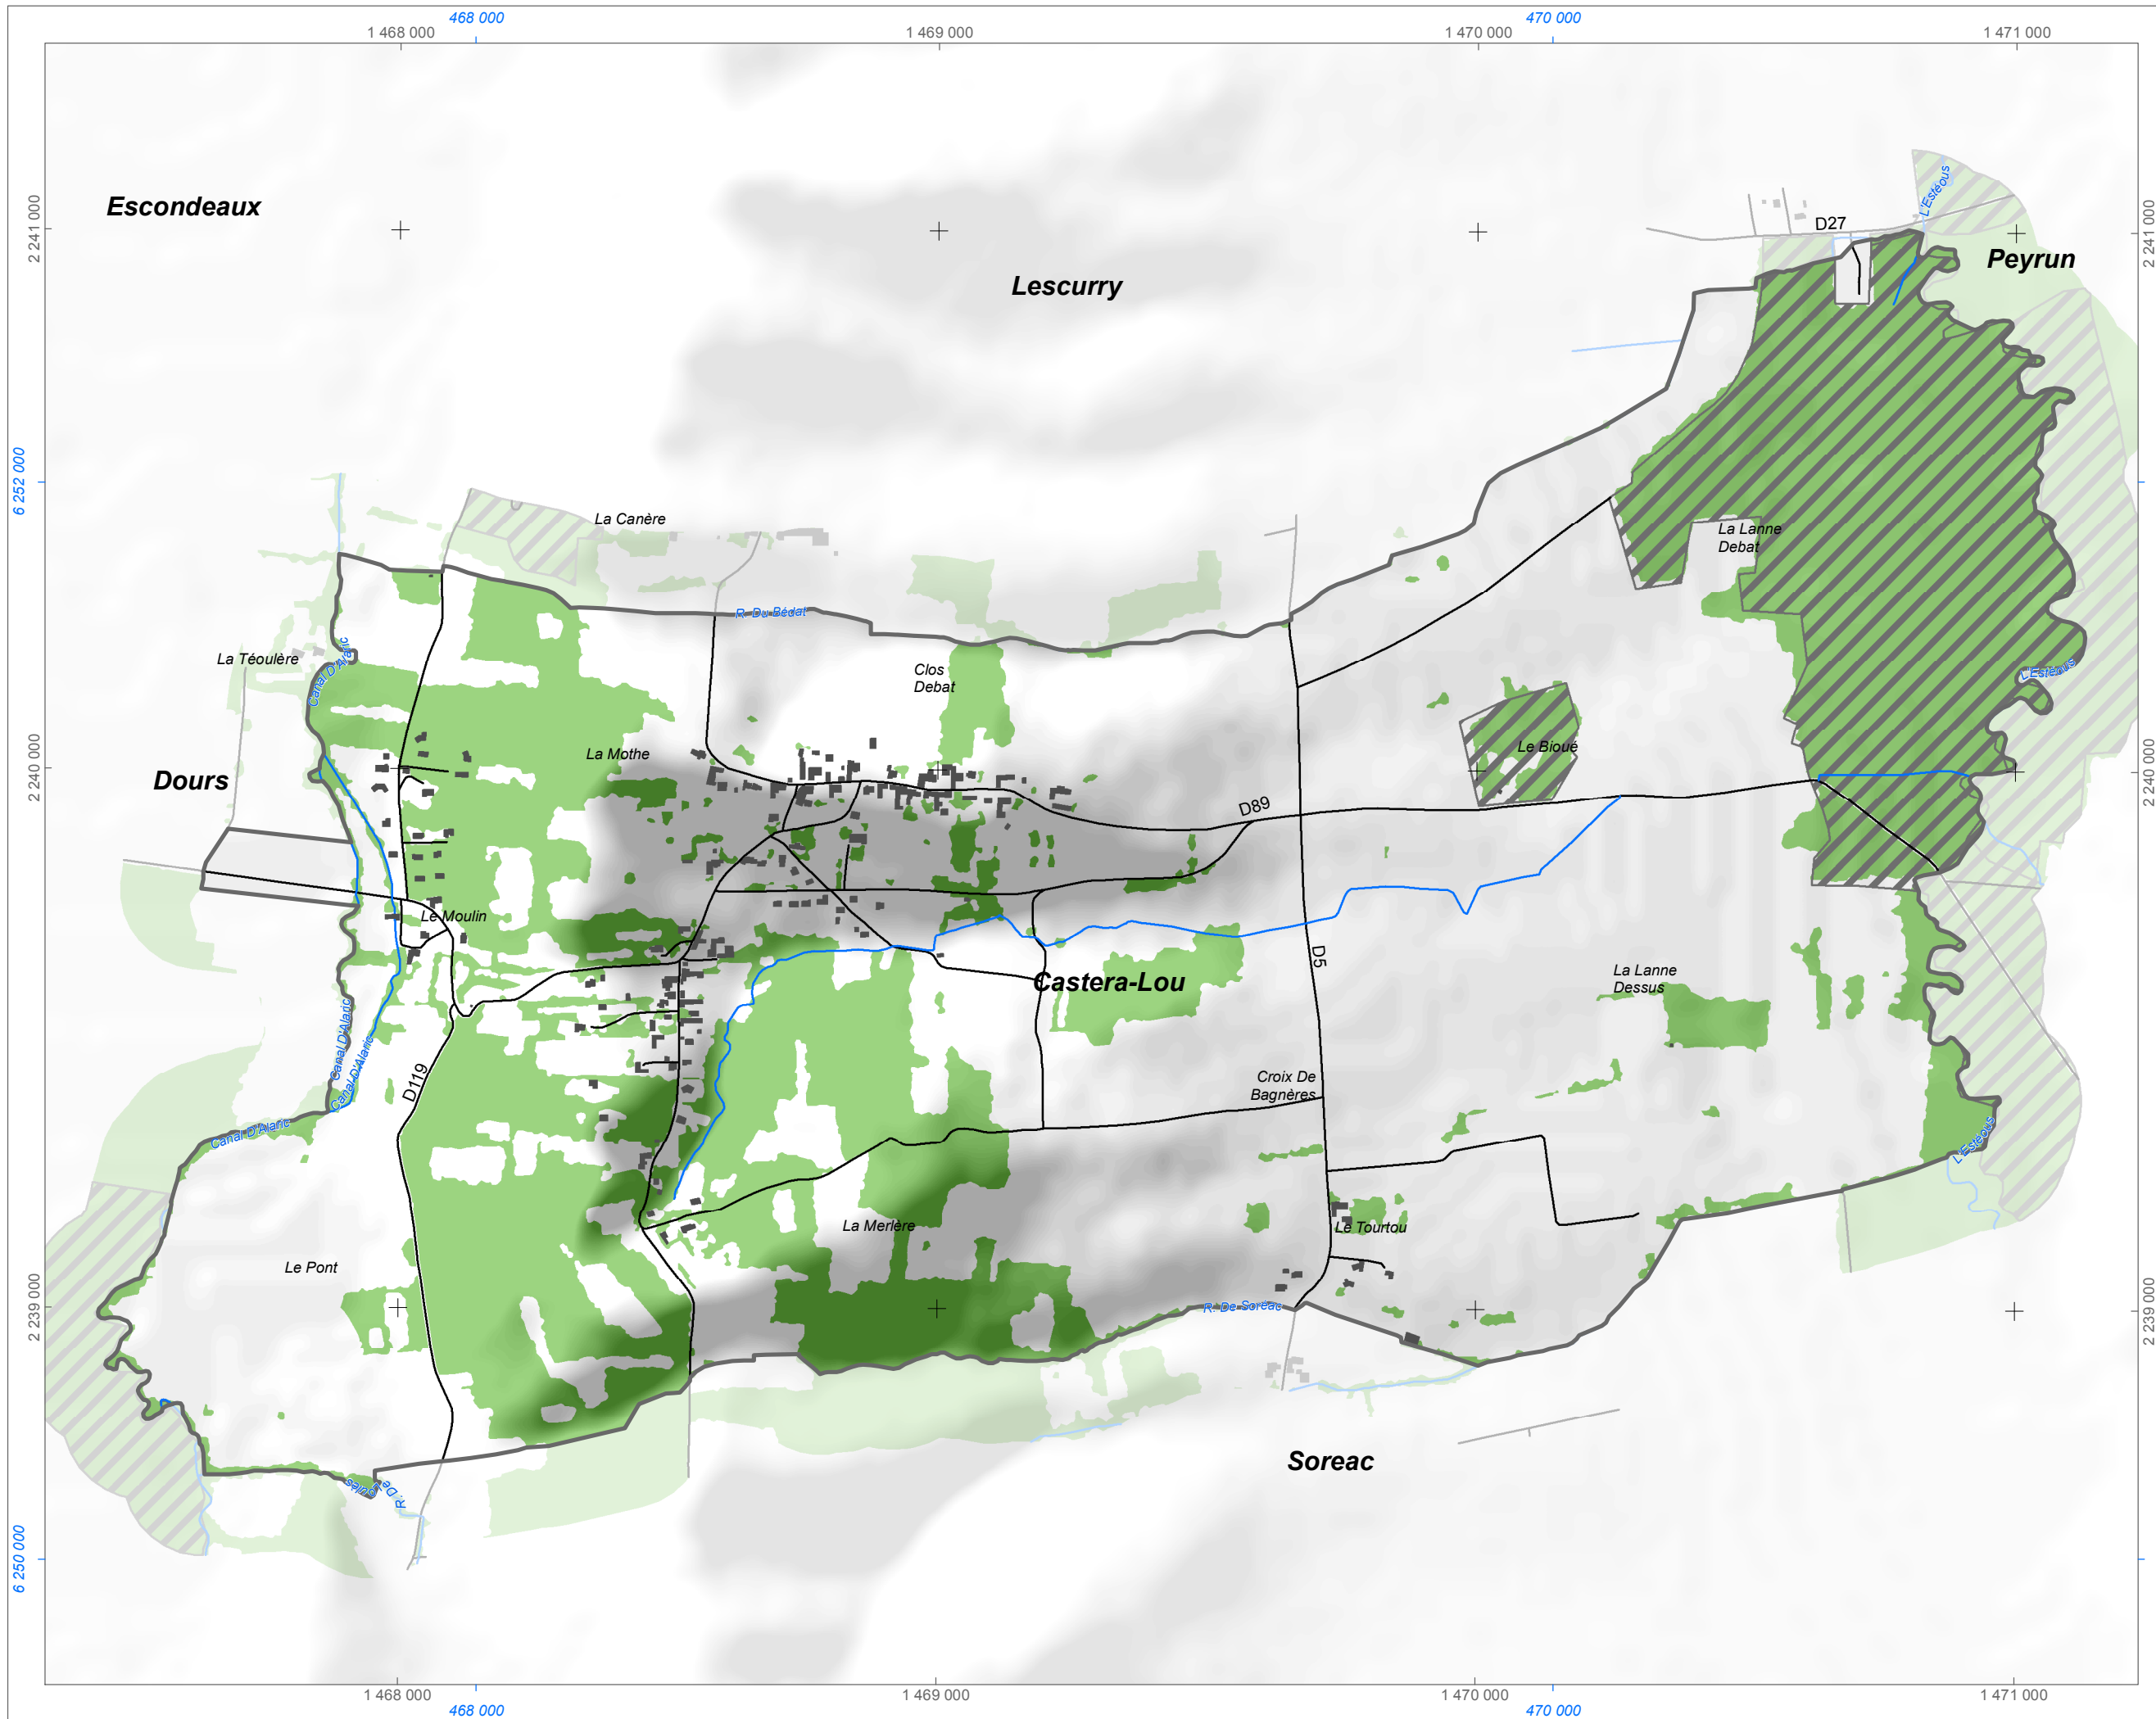 468 000
470 000
1 468 000
1 469 000
1 470 000
1 471 000
2 241 000
2 241 000
Escondeaux
L'Estéous
D27
Peyrun
Lescurry
6 252 000
La Canère
La Lanne
Debat
R. Du Bédat
La Téoulère
Canal D'Alaric
Clos
Debat
L'Estéous
La Mothe
Le Bioué
2 240 000
2 240 000
Dours
D89
Le Moulin
D5
Castera-Lou
La Lanne
Dessus
Canal D'Alaric
Canal D'Alaric
D119
Croix De
Bagnères
Canal D'Alaric
L'Estéous
La Merlère
Le Tourtou
Le Pont
2 239 000
2 239 000
R. De Soréac
Soreac
R. De
6 250 000
1 468 000
1 469 000
1 470 000
1 471 000
468 000
470 000